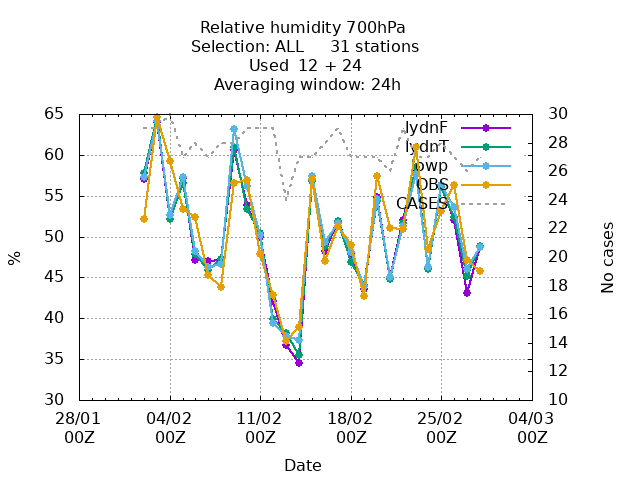 Relative humidity 700hPa
Selection: ALL 31 stations
Used 12 + 24
Averaging window: 24h
65 30
60 28
55 26
50 24
45 22
40 20
35 18
30 16
14
12
10
lydnF
lydnT
pwp
OBS
CASES
%
No cases
28/01 04/02 11/02 18/02 25/02 04/03
00Z 00Z 00Z 00Z 00Z 00Z
Date